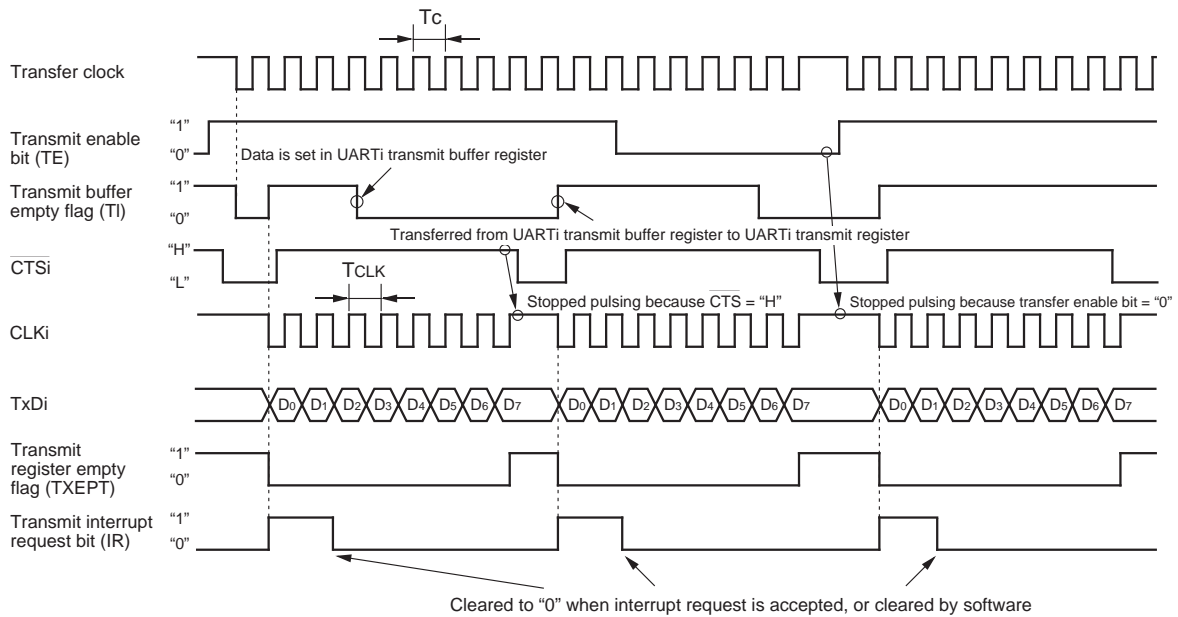 Tc
Transfer clock
Transmit enable
bit (TE)
“1”
“0”
Data is set in UARTi transmit buffer register
Transmit buffer
empty flag (TI)
“1”
“0”
Transferred from UARTi transmit buffer register to UARTi transmit register
CTSi
“H”
“L”
TCLK
Stopped pulsing because CTS = “H”
Stopped pulsing because transfer enable bit = “0”
CLKi
TxDi
D0 D1 D2 D3 D4 D5 D6 D7 D0 D1 D2 D3 D4 D5 D6 D7 D0 D1 D2 D3 D4 D5 D6 D7
Transmit
register empty
flag (TXEPT)
“1”
“0”
Transmit interrupt
request bit (IR)
“1”
“0”
Cleared to “0” when interrupt request is accepted, or cleared by software